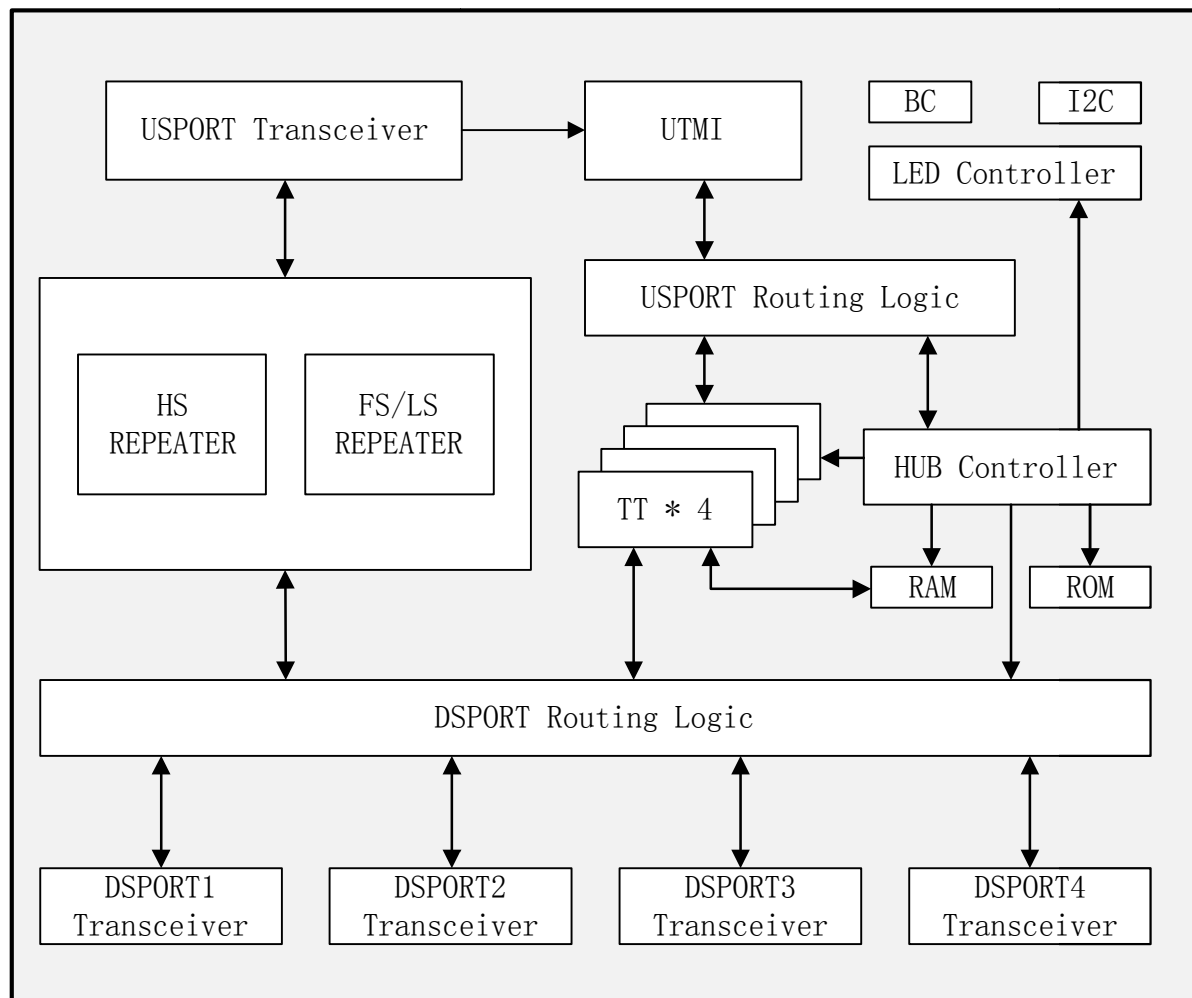 USPORT Transceiver
UTMI
BC
I2C
LED Controller
USPORT Routing Logic
HS
REPEATER
FS/LS
REPEATER
HUB Controller
TT * 4
RAM
ROM
DSPORT Routing Logic
DSPORT1
Transceiver
DSPORT2
Transceiver
DSPORT3
Transceiver
DSPORT4
Transceiver